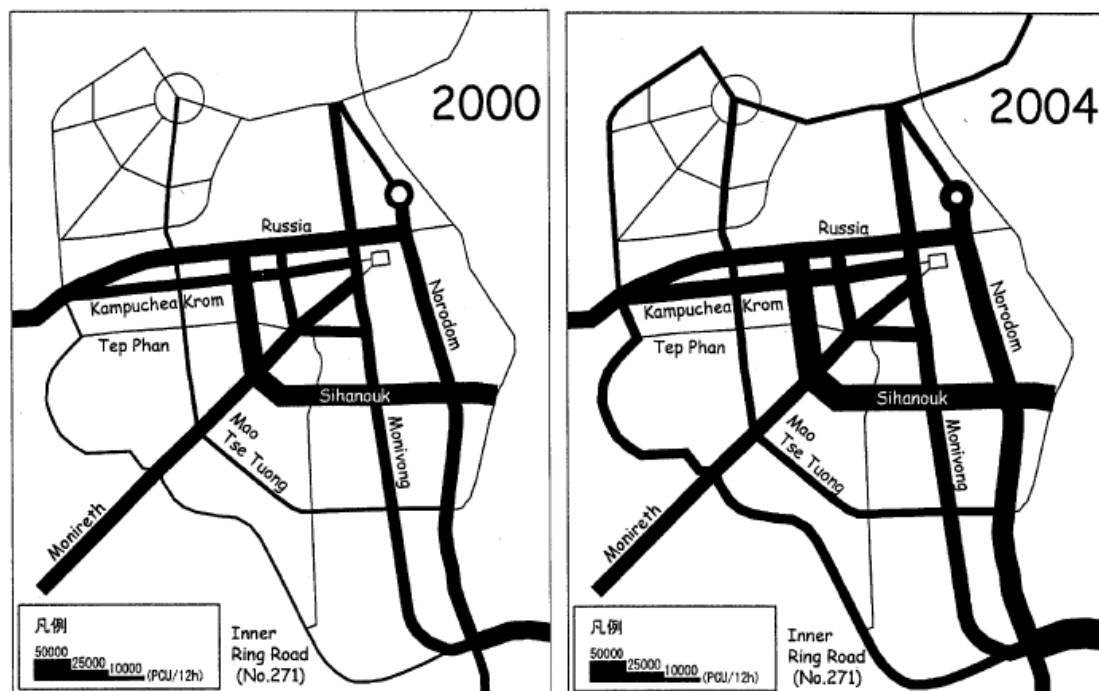 2000
Russia
Kampuchea Krom
Tep Phan
Norodom
Sihanouk
Mao
Tse Tuong
Monivong
Monireth
凡例
50000
25000
10000
(PCU/12h)
Inner
Ring Road
(No.271)
2004
Russia
Kampuchea Krom
Tep Phan
Norodom
Sihanouk
Mao
Tse Tuong
Monivong
Monireth
凡例
50000
25000
10000
(PCU/12h)
Inner
Ring Road
(No.271)